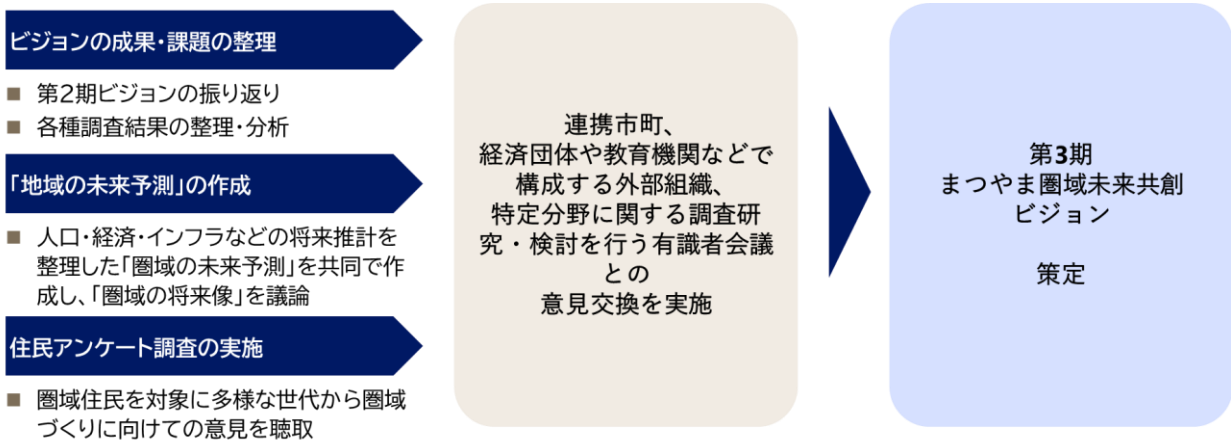 ビジョンの成果・課題の整理
■ 第2期ビジョンの振り返り
■ 各種調査結果の整理・分析
「地域の未来予測」の作成
■ 人口・経済・インフラなどの将来推計を
整理した「圏域の未来予測」を共同で作
成し、「圏域の将来像」を議論
住民アンケート調査の実施
■ 圏域住民を対象に多様な世代から圏域
づくりに向けての意見を聴取
連携市町、
経済団体や教育機関などで
構成する外部組織、
特定分野に関する調査研
究・検討を行う有識者会議
との
意見交換を実施
第3期
まつやま圏域未来共創
ビジョン
策定